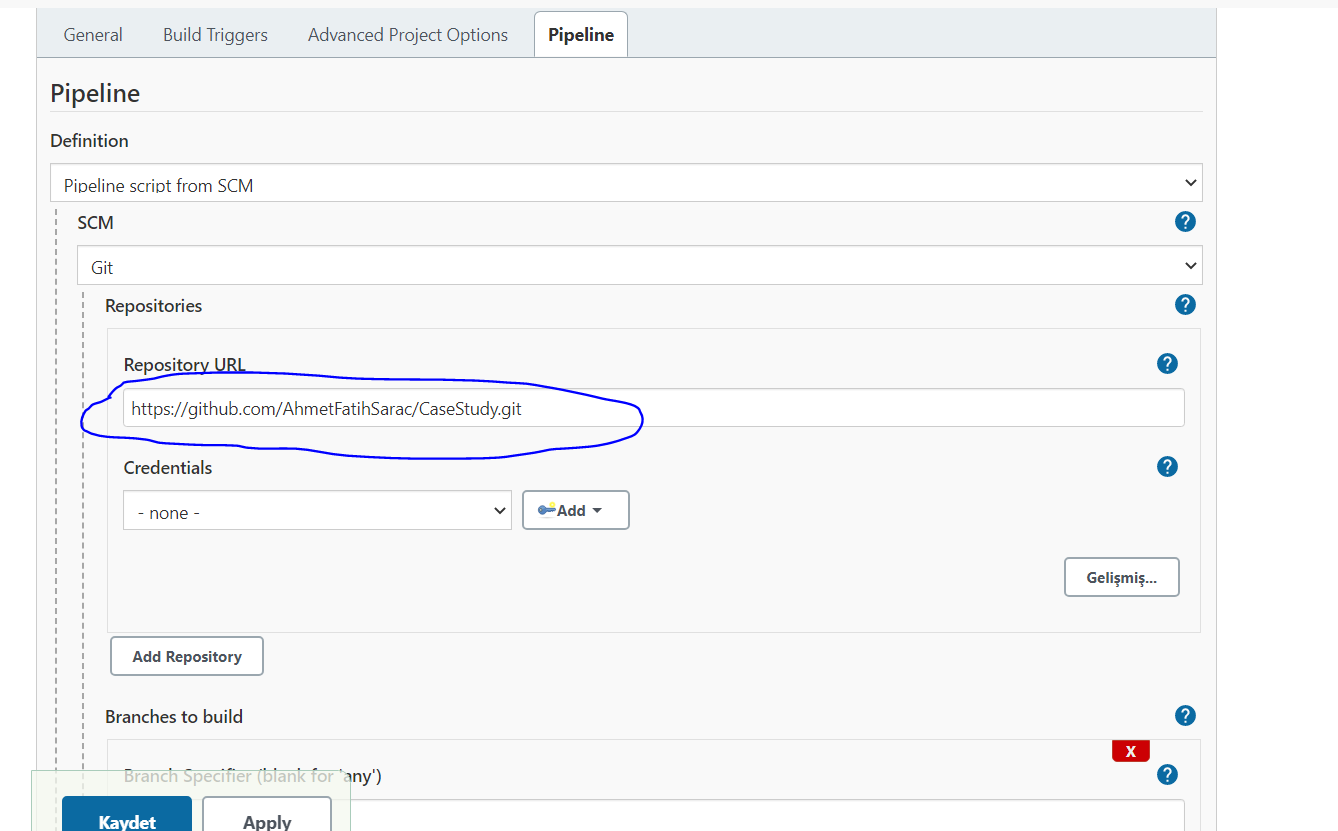 General Build Triggers Advanced Project Options Pipeline
Pipeline
Definition
Pipeline script from SCM
SCM
?
Git
Repositories
?
Repository URL
?
https://github.com/AhmetFatihSarac/CaseStudy.git
Credentials
?
- none -
Add
Gelişmiş...
Add Repository
Branches to build
?
X
Branch Specifier (blank for 'any')
?
Kaydet Apply